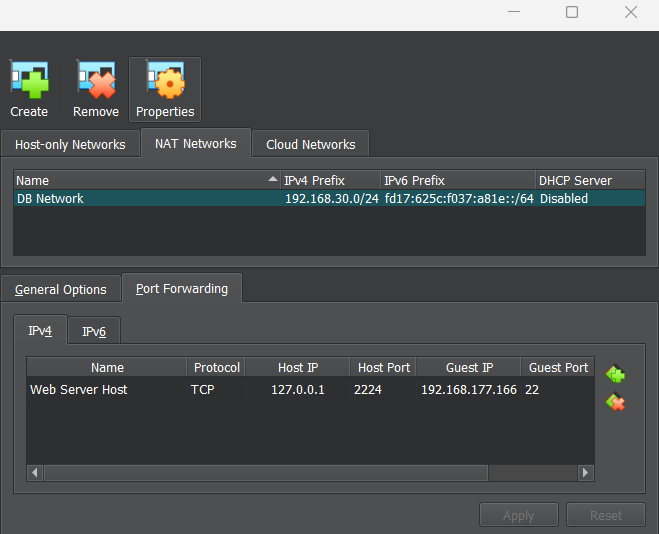 Create Remove Properties
Host-only Networks NAT Networks Cloud Networks
Name IPv4 Prefix IPv6 Prefix DHCP Server
DB Network 192.168.30.0/24 fd17:625c:f037:a81e::/64 Disabled
General Options Port Forwarding
IPv4 IPv6
Name Protocol Host IP Host Port Guest IP Guest Port
Web Server Host TCP 127.0.0.1 2224 192.168.177.166 22
Apply Reset